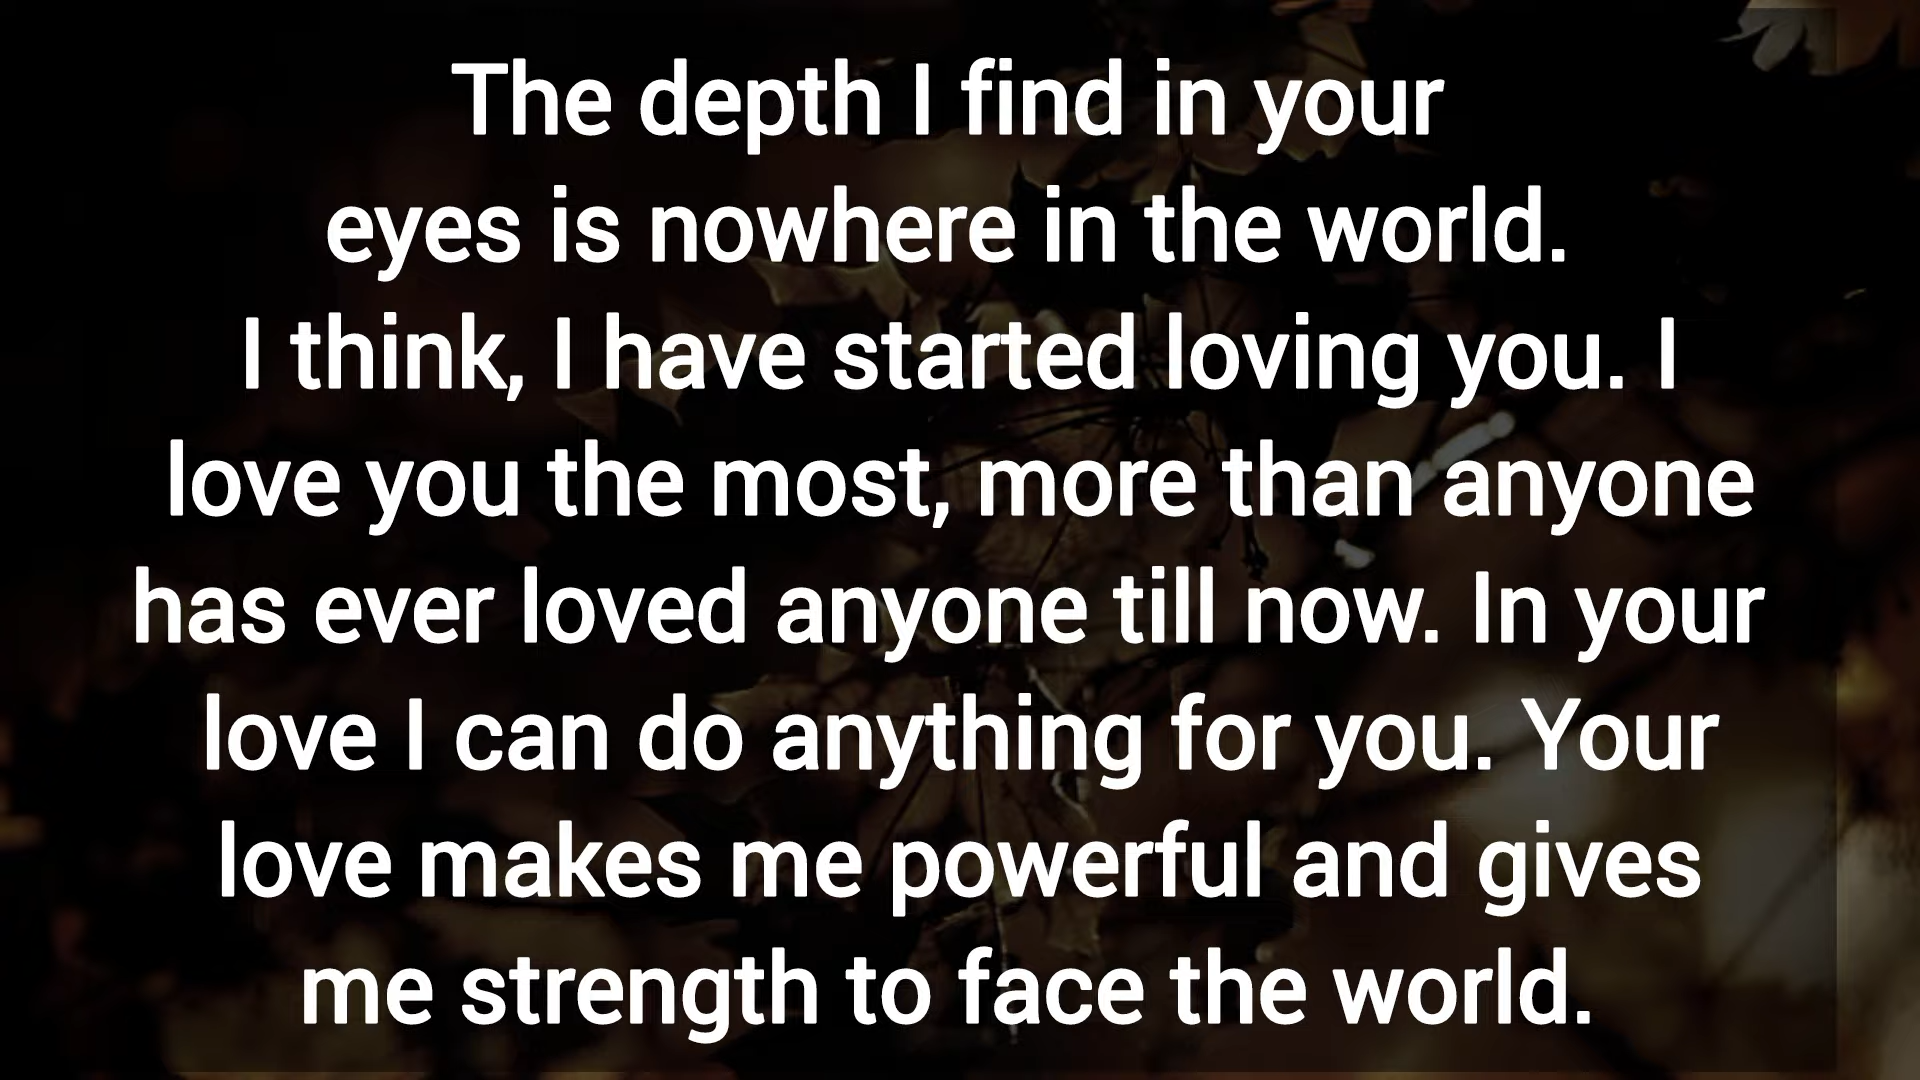 The depth I find in your
eyes is nowhere in the world.
I think, I have started loving you. I
love you the most, more than anyone
has ever loved anyone till now. In your
love I can do anything for you. Your
love makes me powerful and gives
me strength to face the world.